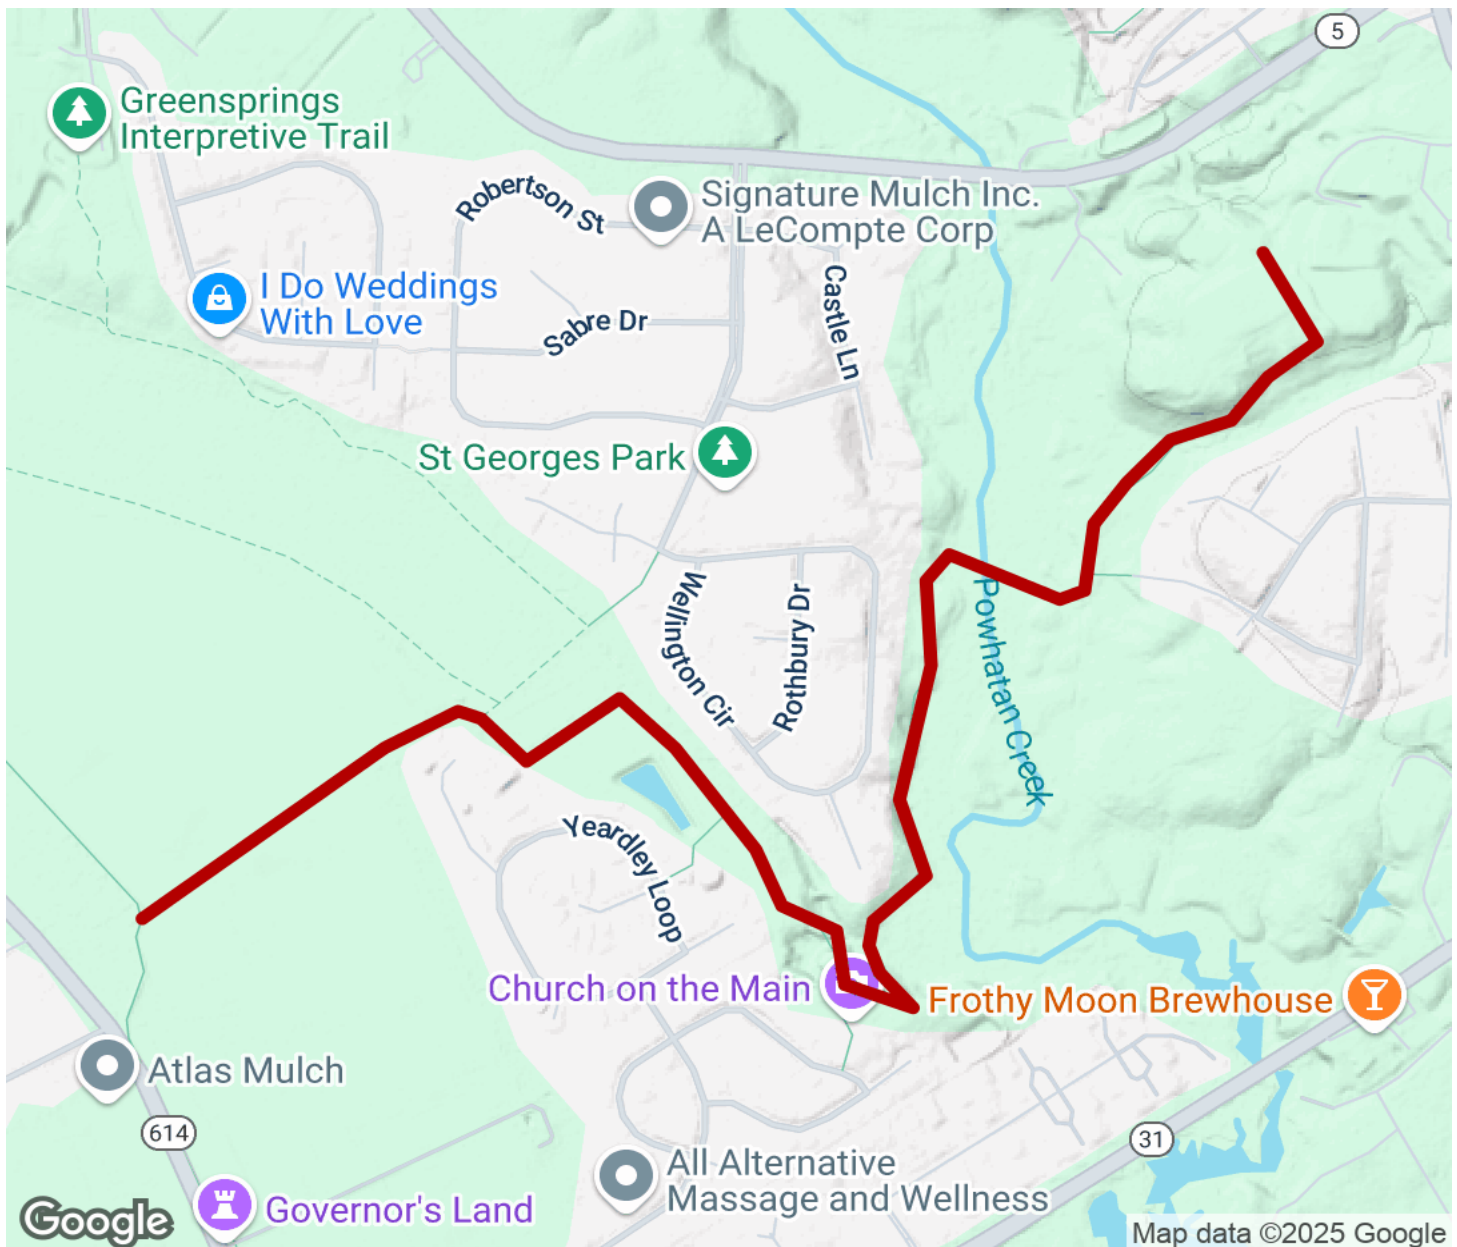 5
Greensprings
Interpretive Trail
Robertson St
Signature Mulch Inc.
A LeCompte Corp
I Do Weddings
With Love
Sabre Dr
Castle Ln
St Georges Park
Wellington Cir
Rothbury Dr
Powhatan Creek
Yeardley Loop
Church on the Main
Frothy Moon Brewhouse
Atlas Mulch
614
31
All Alternative
Massage and Wellness
Governor's Land
Google
Map data ©2025 Google